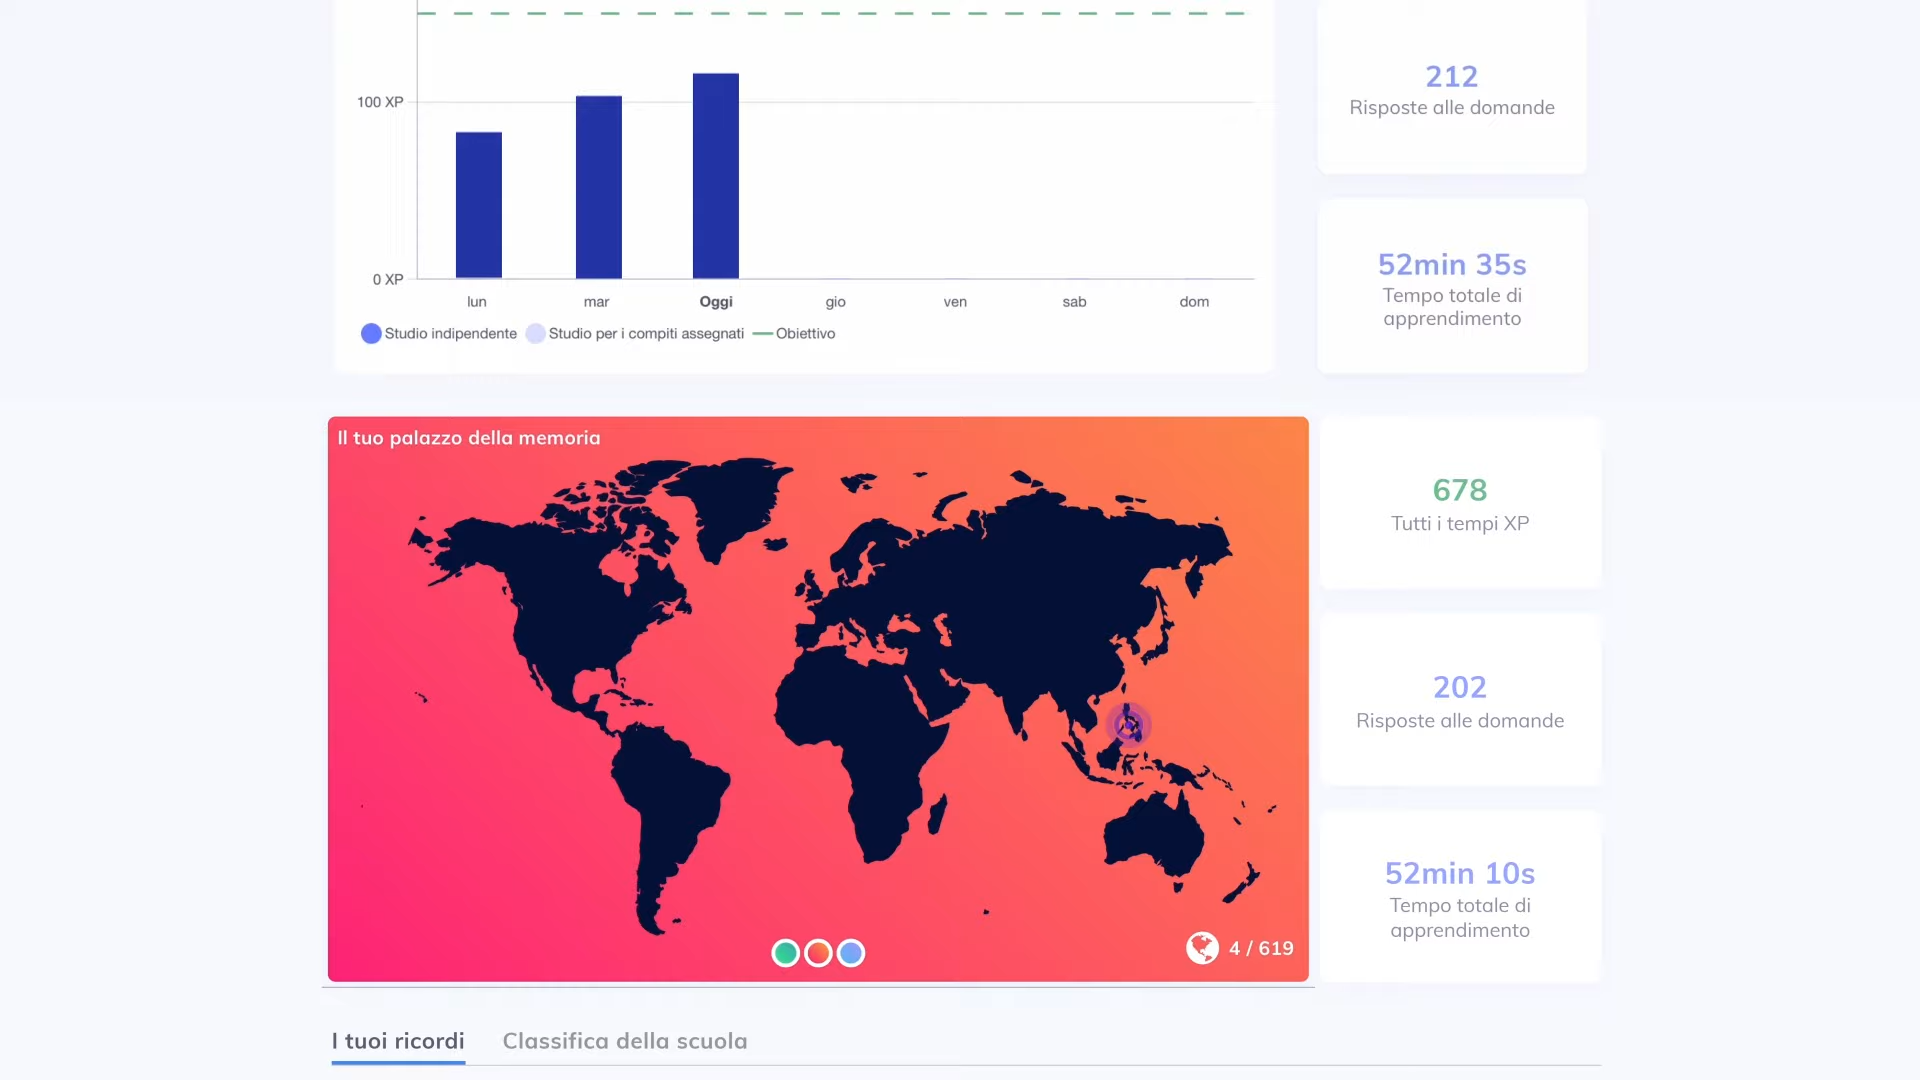 212
Risposte alle domande
100 XP
0 XP
lun mar Oggi gio ven sab dom
Studio indipendente Studio per i compiti assegnati Obiettivo
52min 35s
Tempo totale di
apprendimento
Il tuo palazzo della memoria
4 / 619
678
Tutti i tempi XP
202
Risposte alle domande
52min 10s
Tempo totale di
apprendimento
I tuoi ricordi Classifica della scuola